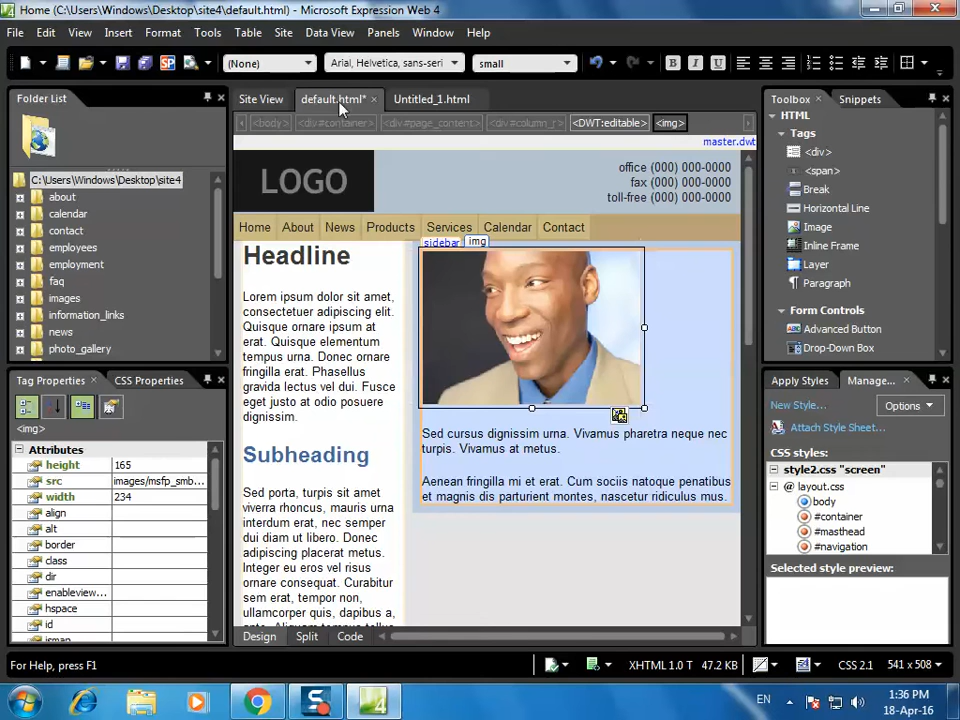 Home (C:\Users\Windows\Desktop\site4\default.html) - Microsoft Expression Web 4
File Edit View Insert Format Tools Table Site Data View Panels Window Help
(None) Arial, Helvetica, sans-seri small B I U
Folder List
Site View default.html* Untitled_1.html
Toolbox Snippets
<body> <div#container> <div#page_content> <div#column_r> <DWT:editable> <img>
master.dwt
C:\Users\Windows\Desktop\site4
about
calendar
contact
employees
employment
faq
images
information_links
news
photo_gallery
LOGO
office (000) 000-0000
fax (000) 000-0000
toll-free (000) 000-0000
Home About News Products Services Calendar Contact
sidebar img
Headline
Lorem ipsum dolor sit amet,
consectetuer adipiscing elit.
Quisque ornare ipsum at
erat. Quisque elementum
tempus urna. Donec ornare
fringilla erat. Phasellus
gravida lectus vel dui. Fusce
eget justo at odio posuere
dignissim.
Subheading
Sed porta, turpis sit amet
viverra rhoncus, mauris urna
interdum erat, nec semper
dui diam ut libero. Donec
adipiscing placerat metus.
Integer eu eros vel risus
ornare consequat. Curabitur
sem erat, tempor non,
ullamcorper quis, dapibus a,
Sed cursus dignissim urna. Vivamus pharetra neque nec
turpis. Vivamus at metus.
Aenean fringilla mi et erat. Cum sociis natoque penatibus
et magnis dis parturient montes, nascetur ridiculus mus.
HTML
Tags
<div>
<span>
Break
Horizontal Line
Image
Inline Frame
Layer
Paragraph
Form Controls
Advanced Button
Drop-Down Box
Tag Properties CSS Properties
<img>
Attributes
height 165
src images/msfp_smb...
width 234
align
alt
border
class
dir
enableview...
hspace
id
ismap
Apply Styles Manage...
New Style... Options
Attach Style Sheet...
CSS styles:
style2.css "screen"
@ layout.css
body
#container
#masthead
#navigation
Selected style preview:
Design Split Code
For Help, press F1
XHTML 1.0 T 47.2 KB CSS 2.1 541 x 508
EN
1:36 PM
18-Apr-16